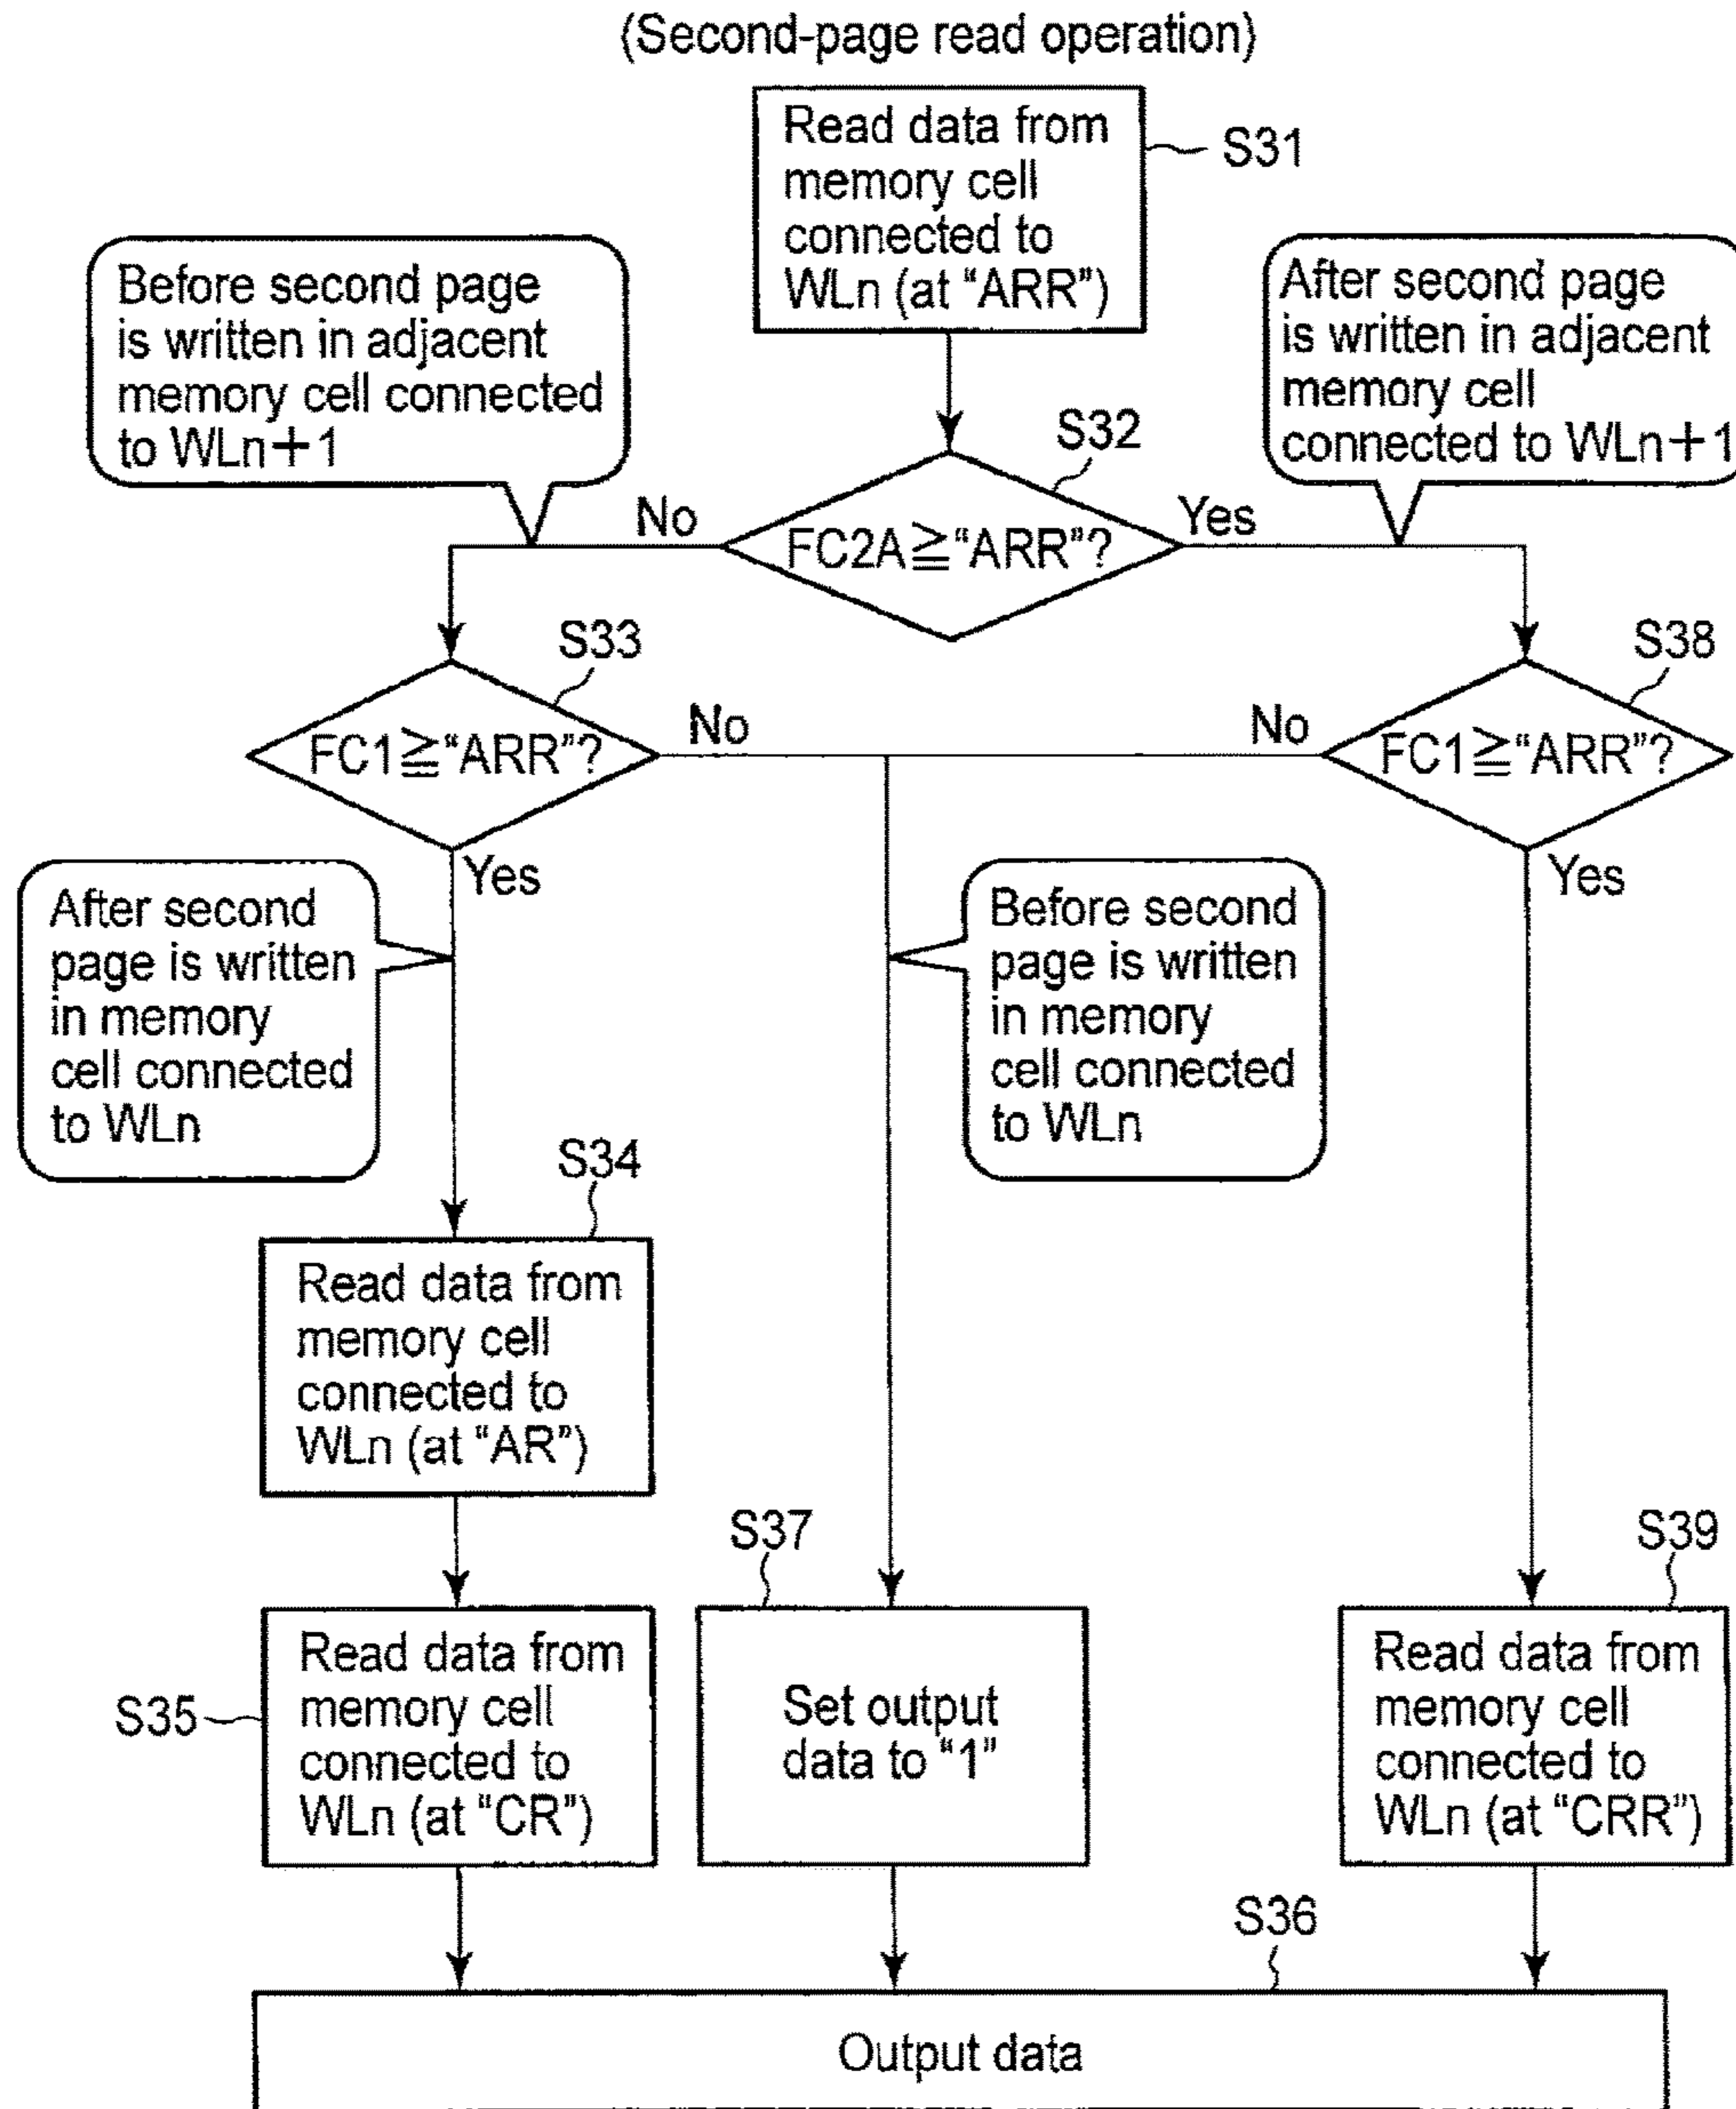 (Second-page read operation)
Read data from
memory cell
connected to
WLn (at “ARR”)
S31
Before second page
is written in adjacent
memory cell connected
to WLn+1
After second page
is written in adjacent
memory cell
connected to WLn+1
S32
No
FC2A≧“ARR”?
Yes
S33
FC1≧“ARR”?
No
S38
No
FC1≧“ARR”?
Yes
After second
page is written
in memory
cell connected
to WLn
Before second
page is written
in memory
cell connected
to WLn
Yes
S34
Read data from
memory cell
connected to
WLn (at “AR”)
S35
Read data from
memory cell
connected to
WLn (at “CR”)
S37
Set output
data to “1”
S39
Read data from
memory cell
connected to
WLn (at “CRR”)
S36
Output data